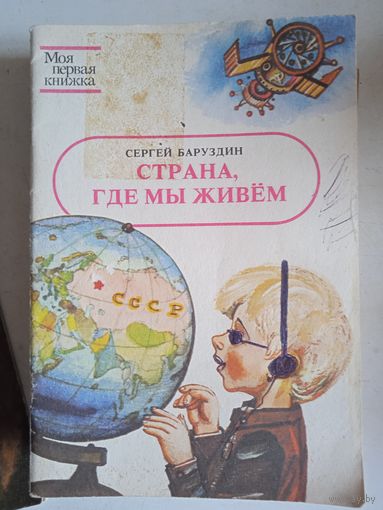 Моя
первая
книжка
СЕРГЕЙ БАРУЗДИН
СТРАНА,
ГДЕ МЫ ЖИВЁМ
СССР